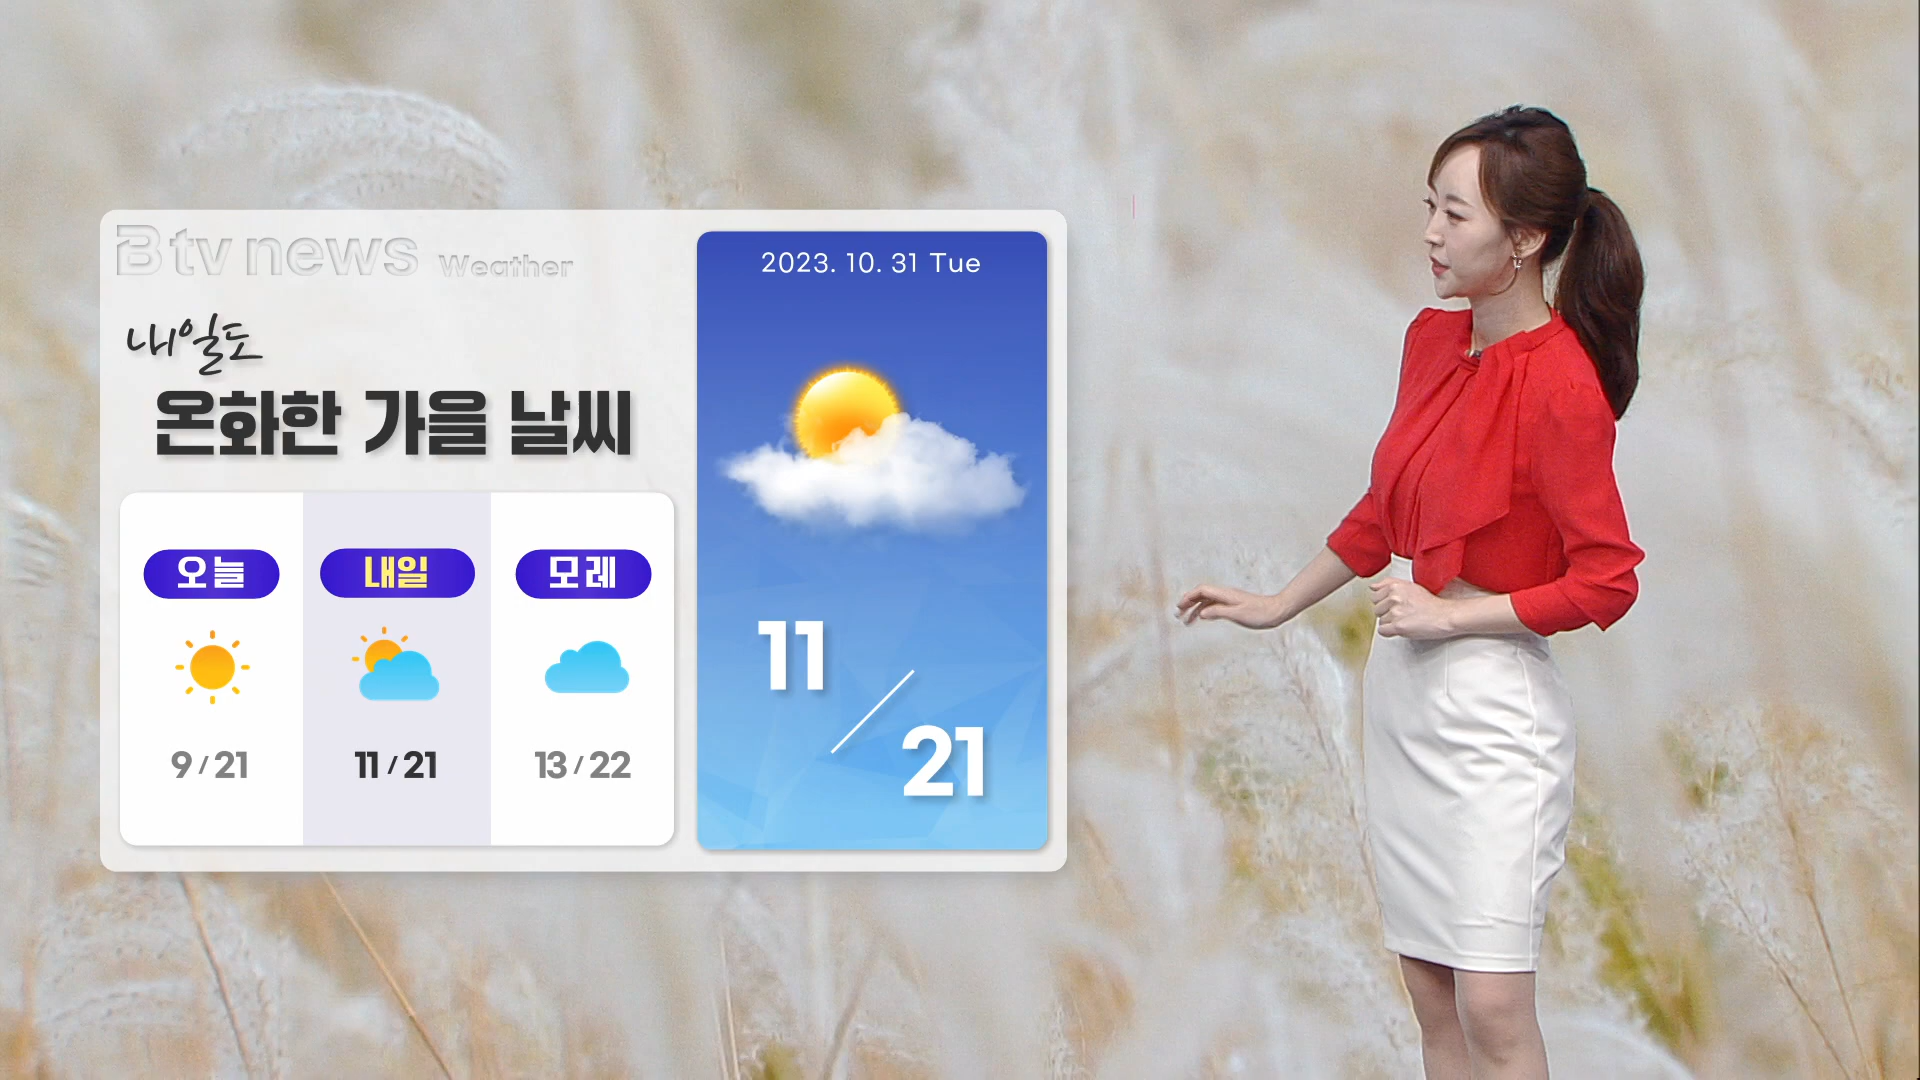 B tv news Weather
내일도
온화한 가을 날씨
오늘
내일
모레
9 / 21
11 / 21
13 / 22
2023. 10. 31 Tue
11 / 21